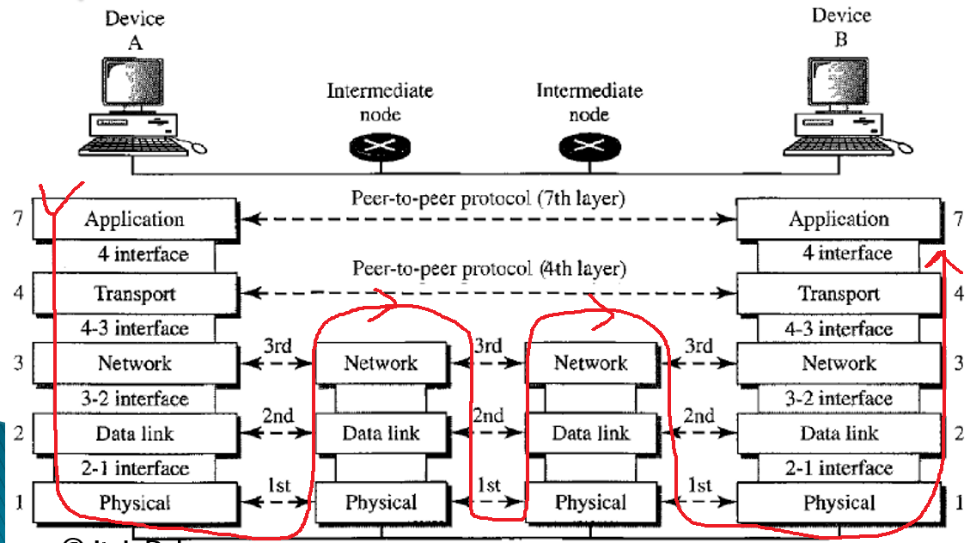 Device
A
Device
B
Intermediate
node
Intermediate
node
7 Application Peer-to-peer protocol (7th layer) Application 7
4 interface 4 interface
4 Transport Peer-to-peer protocol (4th layer) Transport 4
4-3 interface 4-3 interface
3 Network 3rd Network 3rd Network 3rd Network 3
3-2 interface 3-2 interface
2 Data link 2nd Data link 2nd Data link 2nd Data link 2
2-1 interface 2-1 interface
1 Physical 1st Physical 1st Physical 1st Physical 1